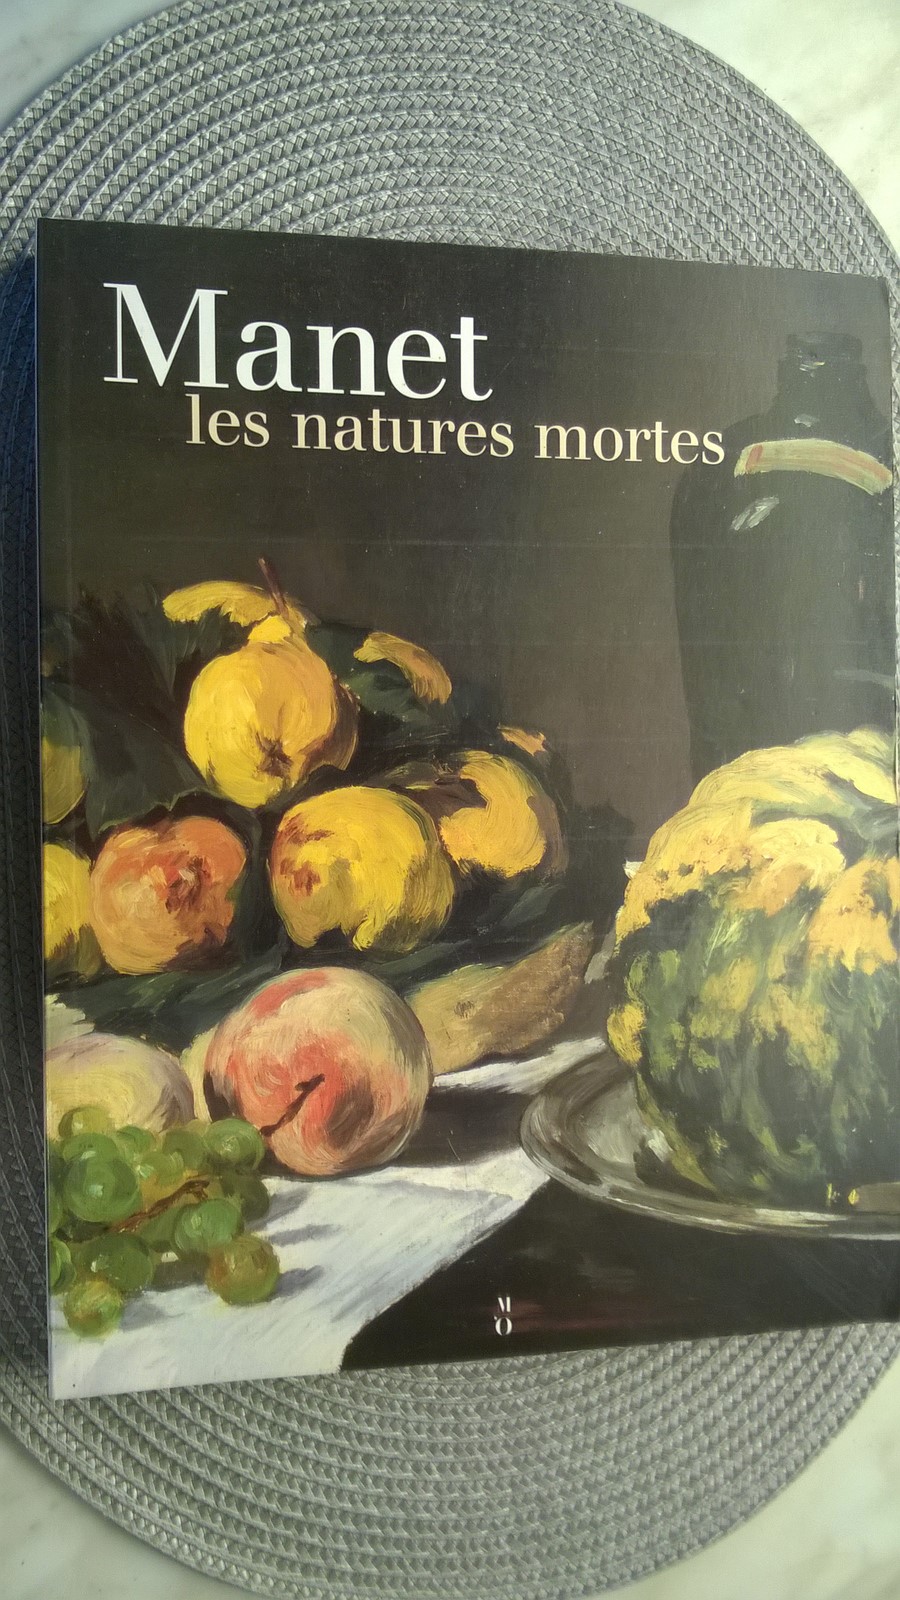 Manet
les natures mortes
M
O